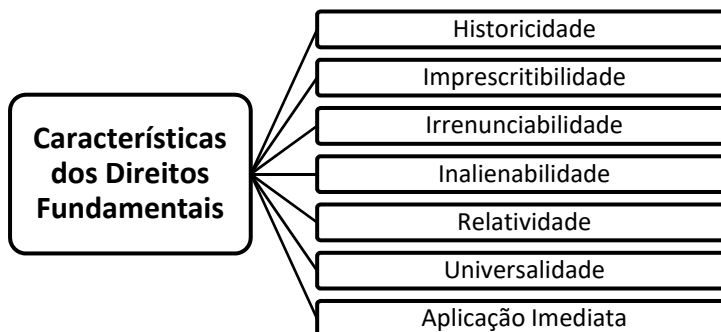 Características
dos Direitos
Fundamentais
Historicidade
Imprescritibilidade
Irrenunciabilidade
Inalienabilidade
Relatividade
Universalidade
Aplicação Imediata